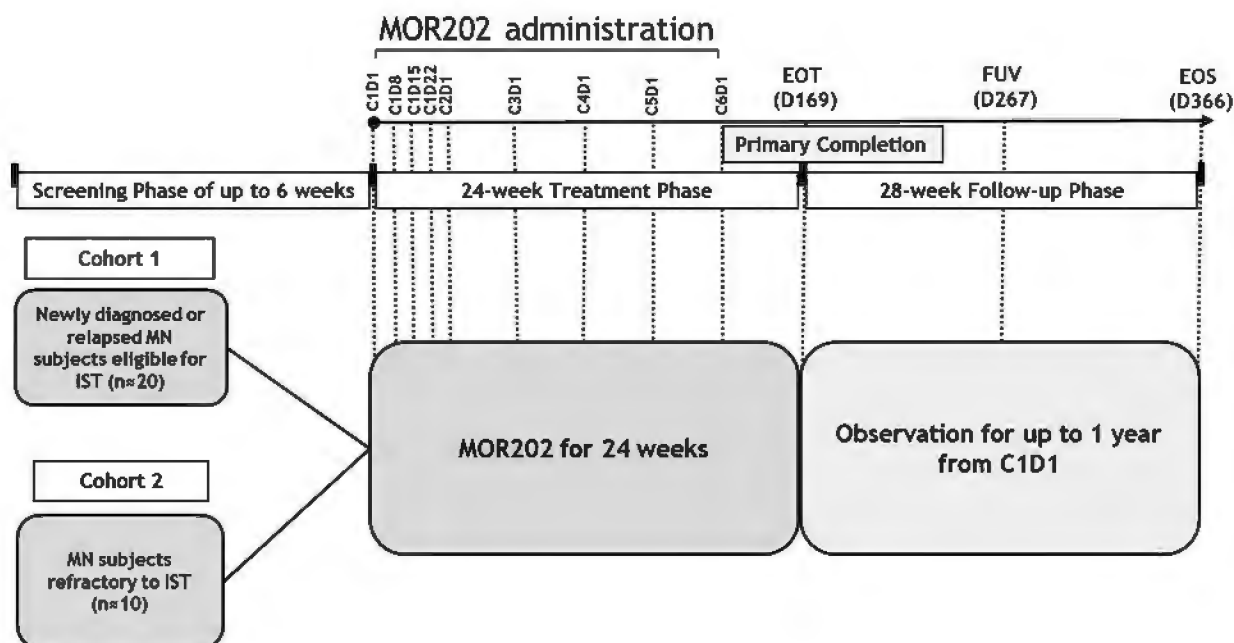 MOR202 administration
C1D1
C1D8
C1D15
C1D22
C2D1
C3D1
C4D1
C5D1
C6D1
EOT
(D169)
FUV
(D267)
EOS
(D366)
Primary Completion
Screening Phase of up to 6 weeks
24-week Treatment Phase
28-week Follow-up Phase
Cohort 1
Newly diagnosed or
relapsed MN
subjects eligible for
IST (n≈20)
MOR202 for 24 weeks
Observation for up to 1 year
from C1D1
Cohort 2
MN subjects
refractory to IST
(n≈10)